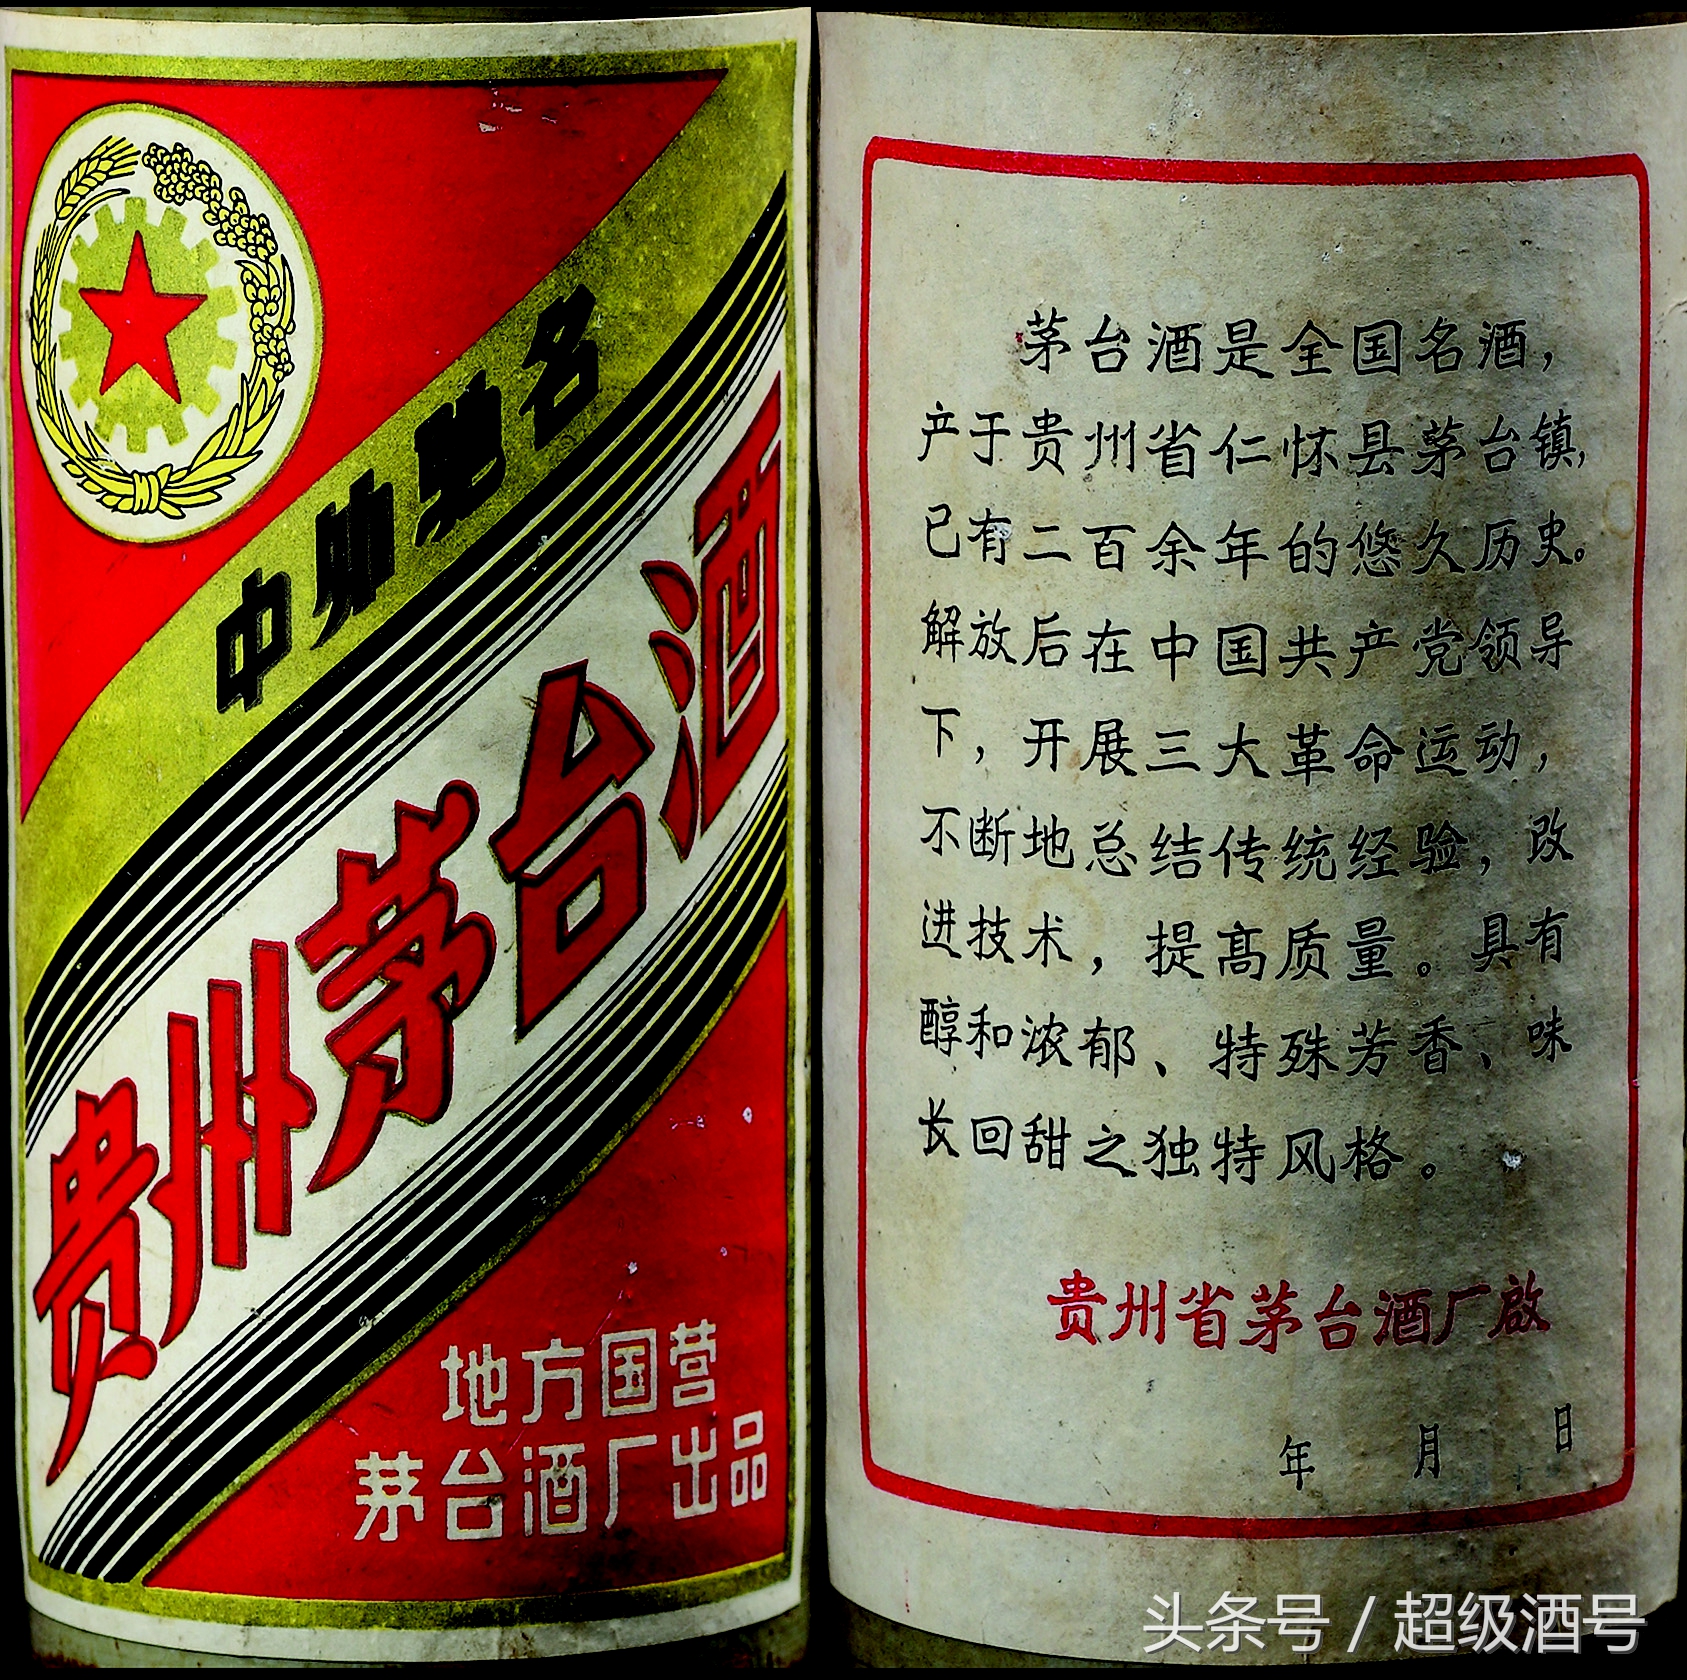 中外驰名
贵州茅台酒
地方国营
茅台酒厂出品
茅台酒是全国名酒，
产于贵州省仁怀县茅台镇，
已有二百余年的悠久历史。
解放后在中国共产党领导
下，开展三大革命运动，
不断地总结传统经验，改
进技术，提高质量。具有
醇和浓郁、特殊芳香、味
长回甜之独特风格。
贵州省茅台酒厂啟
年 月 日
头条号 / 超级酒号